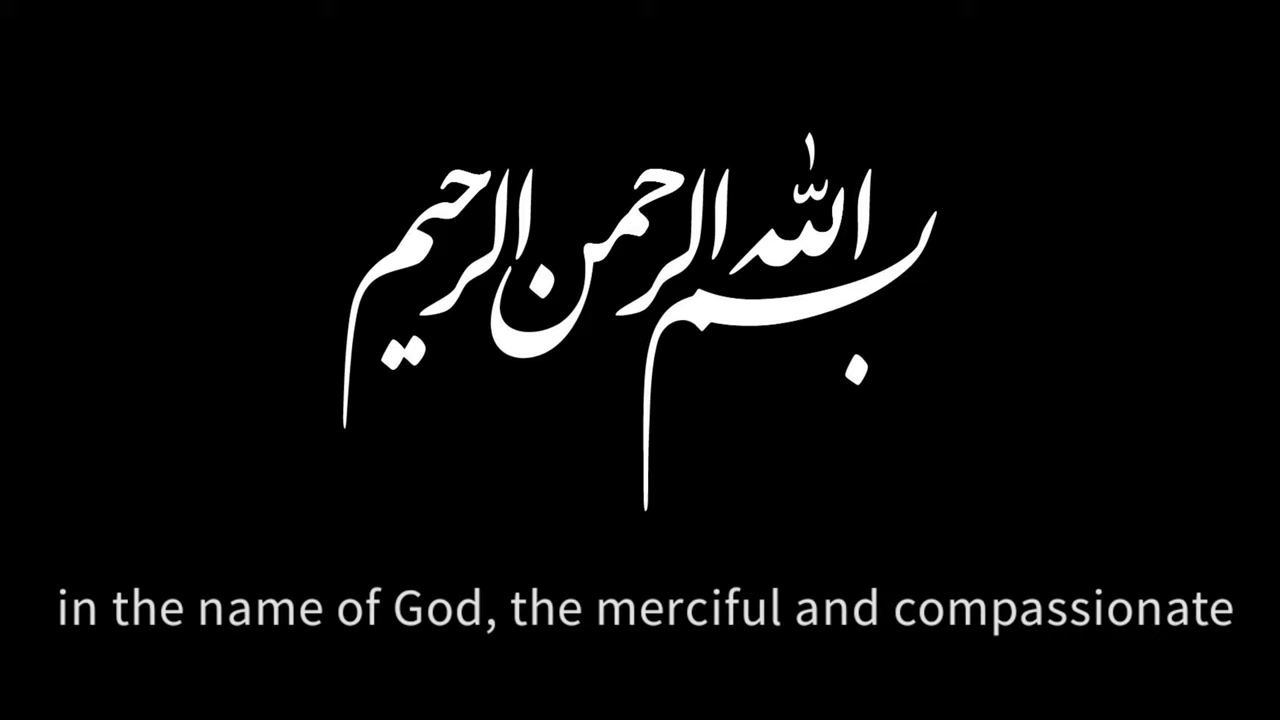 بسم الله الرحمن الرحیم
in the name of God, the merciful and compassionate